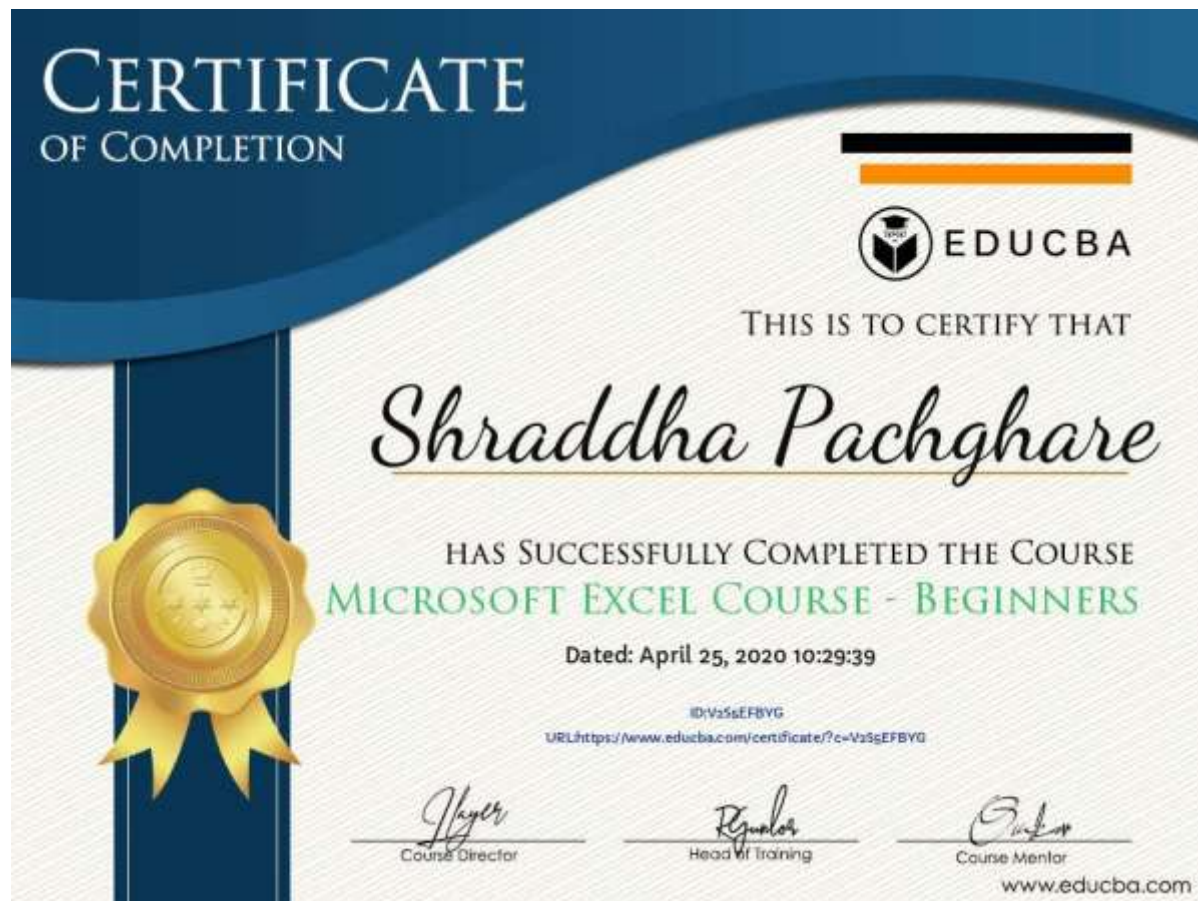 CERTIFICATE
OF COMPLETION
EDUCBA
THIS IS TO CERTIFY THAT
Shraddha Pachghare
HAS SUCCESSFULLY COMPLETED THE COURSE
MICROSOFT EXCEL COURSE - BEGINNERS
Dated: April 25, 2020 10:29:39
ID:V2S5EFBYG
URL:https://www.educba.com/certificate/?c=V2S5EFBYG
Course Director
Head of Training
Course Mentor
www.educba.com